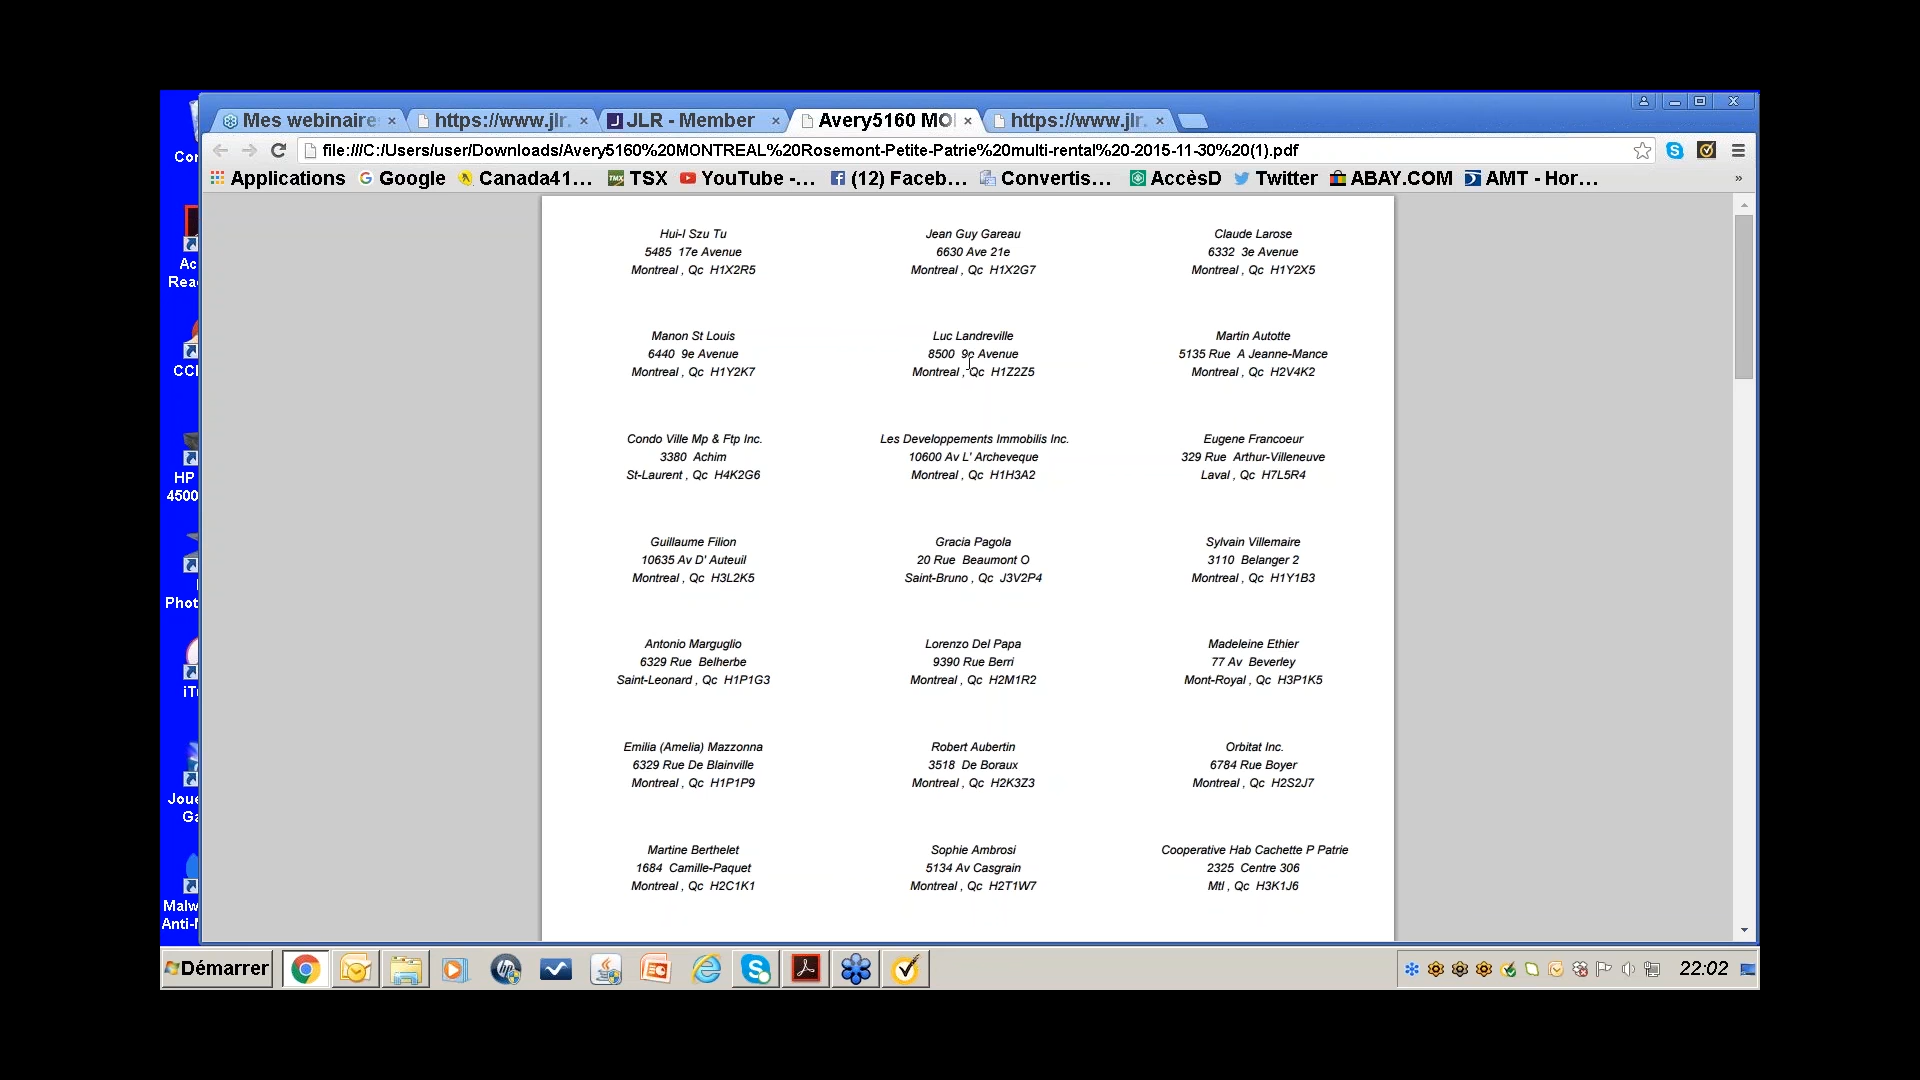 Mes webinaire
https://www.jlr.
JLR - Member
Avery5160 MO
https://www.jlr.
file:///C:/Users/user/Downloads/Avery5160%20MONTREAL%20Rosemont-Petite-Patrie%20multi-rental%20-2015-11-30%20(1).pdf
Applications Google Canada41... TSX YouTube -... (12) Faceb... Convertis... AccèsD Twitter ABAY.COM AMT - Hor... »
Hui-I Szu Tu
5485 17e Avenue
Montreal , Qc H1X2R5
Jean Guy Gareau
6630 Ave 21e
Montreal , Qc H1X2G7
Claude Larose
6332 3e Avenue
Montreal , Qc H1Y2X5
Manon St Louis
6440 9e Avenue
Montreal , Qc H1Y2K7
Luc Landreville
8500 9e Avenue
Montreal , Qc H1Z2Z5
Martin Autotte
5135 Rue A Jeanne-Mance
Montreal , Qc H2V4K2
Condo Ville Mp & Ftp Inc.
3380 Achim
St-Laurent , Qc H4K2G6
Les Developpements Immobilis Inc.
10600 Av L' Archeveque
Montreal , Qc H1H3A2
Eugene Francoeur
329 Rue Arthur-Villeneuve
Laval , Qc H7L5R4
Guillaume Filion
10635 Av D' Auteuil
Montreal , Qc H3L2K5
Gracia Pagola
20 Rue Beaumont O
Saint-Bruno , Qc J3V2P4
Sylvain Villemaire
3110 Belanger 2
Montreal , Qc H1Y1B3
Antonio Marguglio
6329 Rue Belherbe
Saint-Leonard , Qc H1P1G3
Lorenzo Del Papa
9390 Rue Berri
Montreal , Qc H2M1R2
Madeleine Ethier
77 Av Beverley
Mont-Royal , Qc H3P1K5
Emilia (Amelia) Mazzonna
6329 Rue De Blainville
Montreal , Qc H1P1P9
Robert Aubertin
3518 De Boraux
Montreal , Qc H2K3Z3
Orbitat Inc.
6784 Rue Boyer
Montreal , Qc H2S2J7
Martine Berthelet
1684 Camille-Paquet
Montreal , Qc H2C1K1
Sophie Ambrosi
5134 Av Casgrain
Montreal , Qc H2T1W7
Cooperative Hab Cachette P Patrie
2325 Centre 306
Mtl , Qc H3K1J6
Cor
Ac
Rea
CCl
HP
4500
Phot
iT
Joue
Ga
Malw
Anti-
Démarrer
22:02